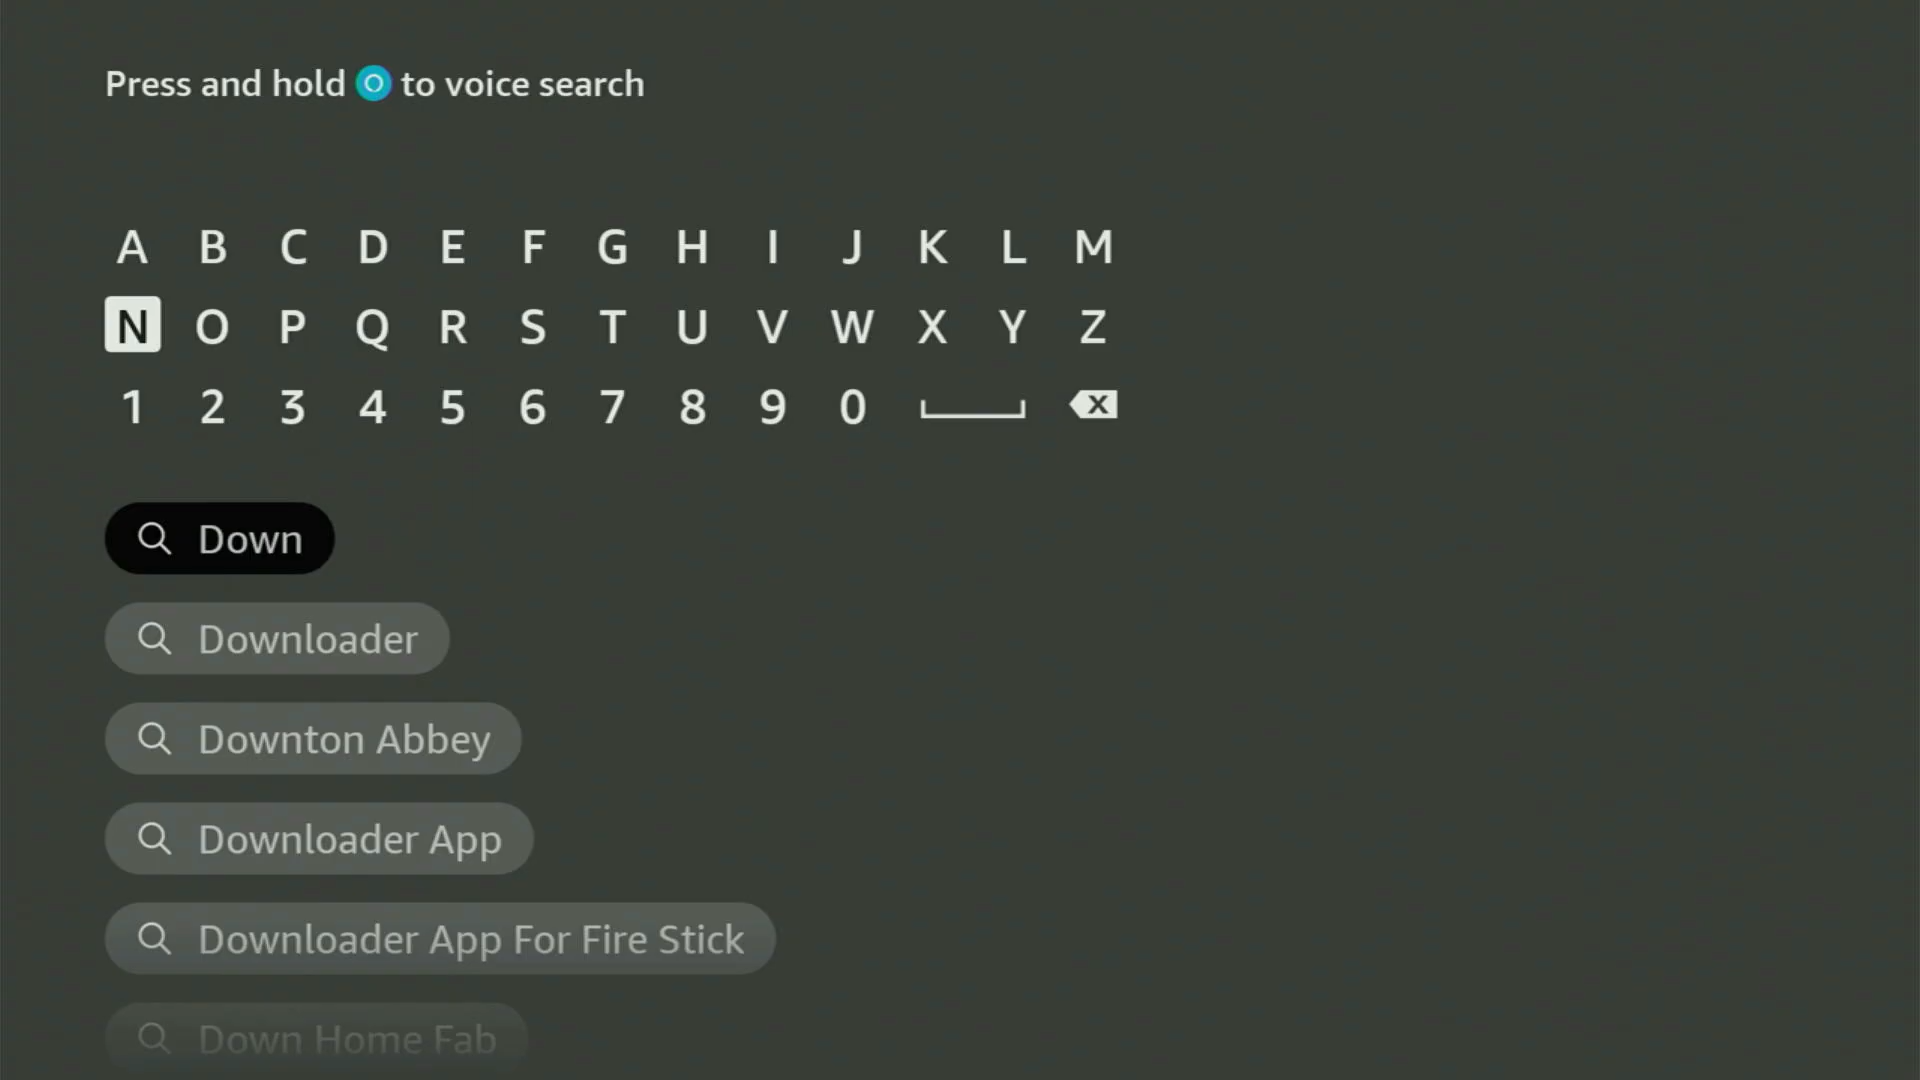 Press and hold to voice search
A B C D E F G H I J K L M
N O P Q R S T U V W X Y Z
1 2 3 4 5 6 7 8 9 0
Down
Downloader
Downton Abbey
Downloader App
Downloader App For Fire Stick
Down Home Fab